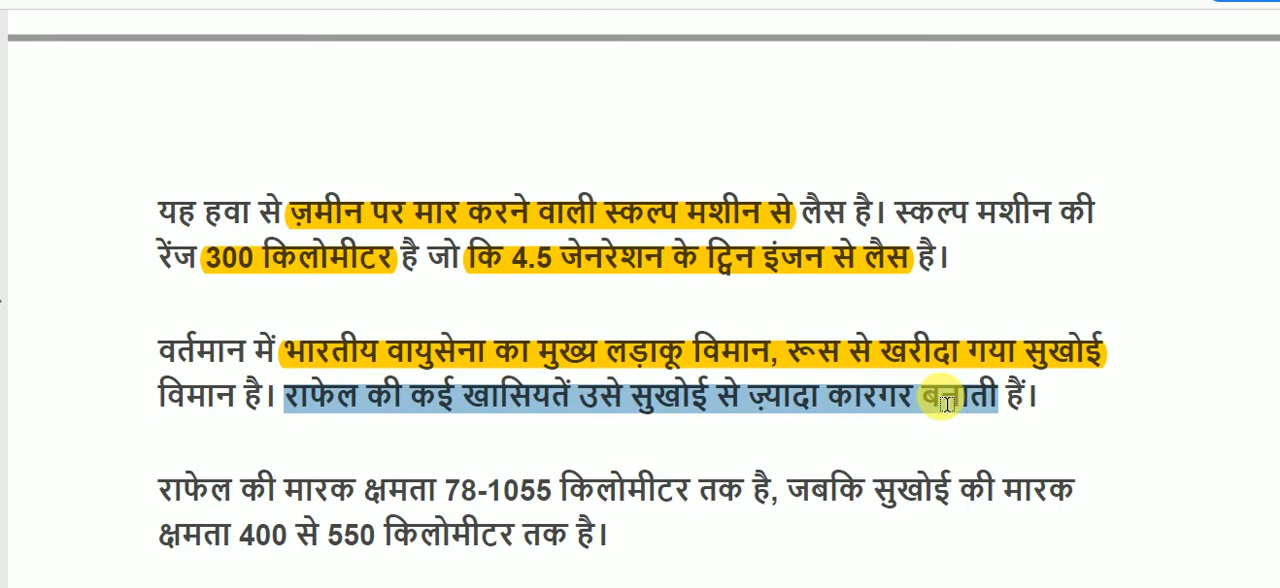 यह हवा से ज़मीन पर मार करने वाली स्कल्प मशीन से लैस है। स्कल्प मशीन की
रेंज 300 किलोमीटर है जो कि 4.5 जेनरेशन के ट्विन इंजन से लैस है।
वर्तमान में भारतीय वायुसेना का मुख्य लड़ाकू विमान, रूस से खरीदा गया सुखोई
विमान है। राफेल की कई खासियतें उसे सुखोई से ज़्यादा कारगर बनाती हैं।
राफेल की मारक क्षमता 78-1055 किलोमीटर तक है, जबकि सुखोई की मारक
क्षमता 400 से 550 किलोमीटर तक है।